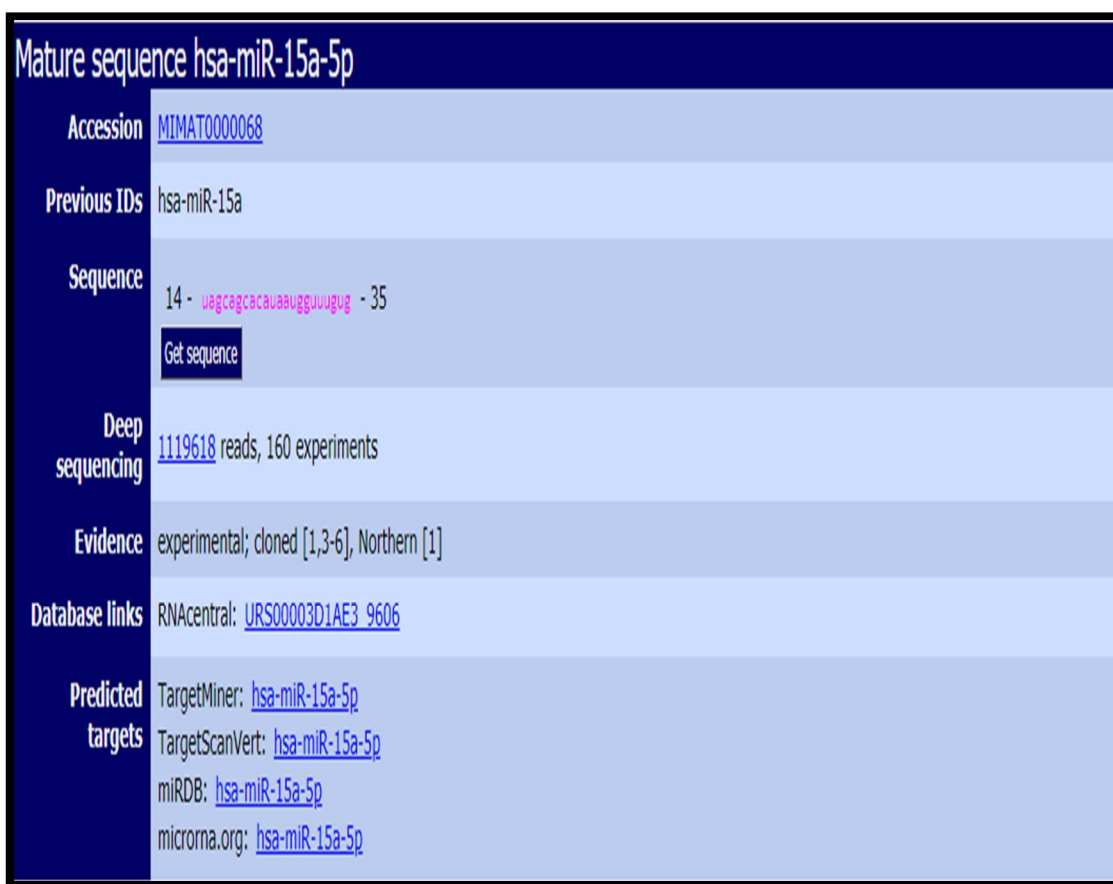 Mature sequence hsa-miR-15a-5p
Accession MIMAT0000068
Previous IDs hsa-miR-15a
Sequence
14 - uagcagcacauaaugguuugug - 35
Get sequence
Deep sequencing 1119618 reads, 160 experiments
Evidence experimental; cloned [1,3-6], Northern [1]
Database links RNAcentral: URS00003D1AE3_9606
Predicted targets TargetMiner: hsa-miR-15a-5p
TargetScanVert: hsa-miR-15a-5p
miRDB: hsa-miR-15a-5p
microrna.org: hsa-miR-15a-5p